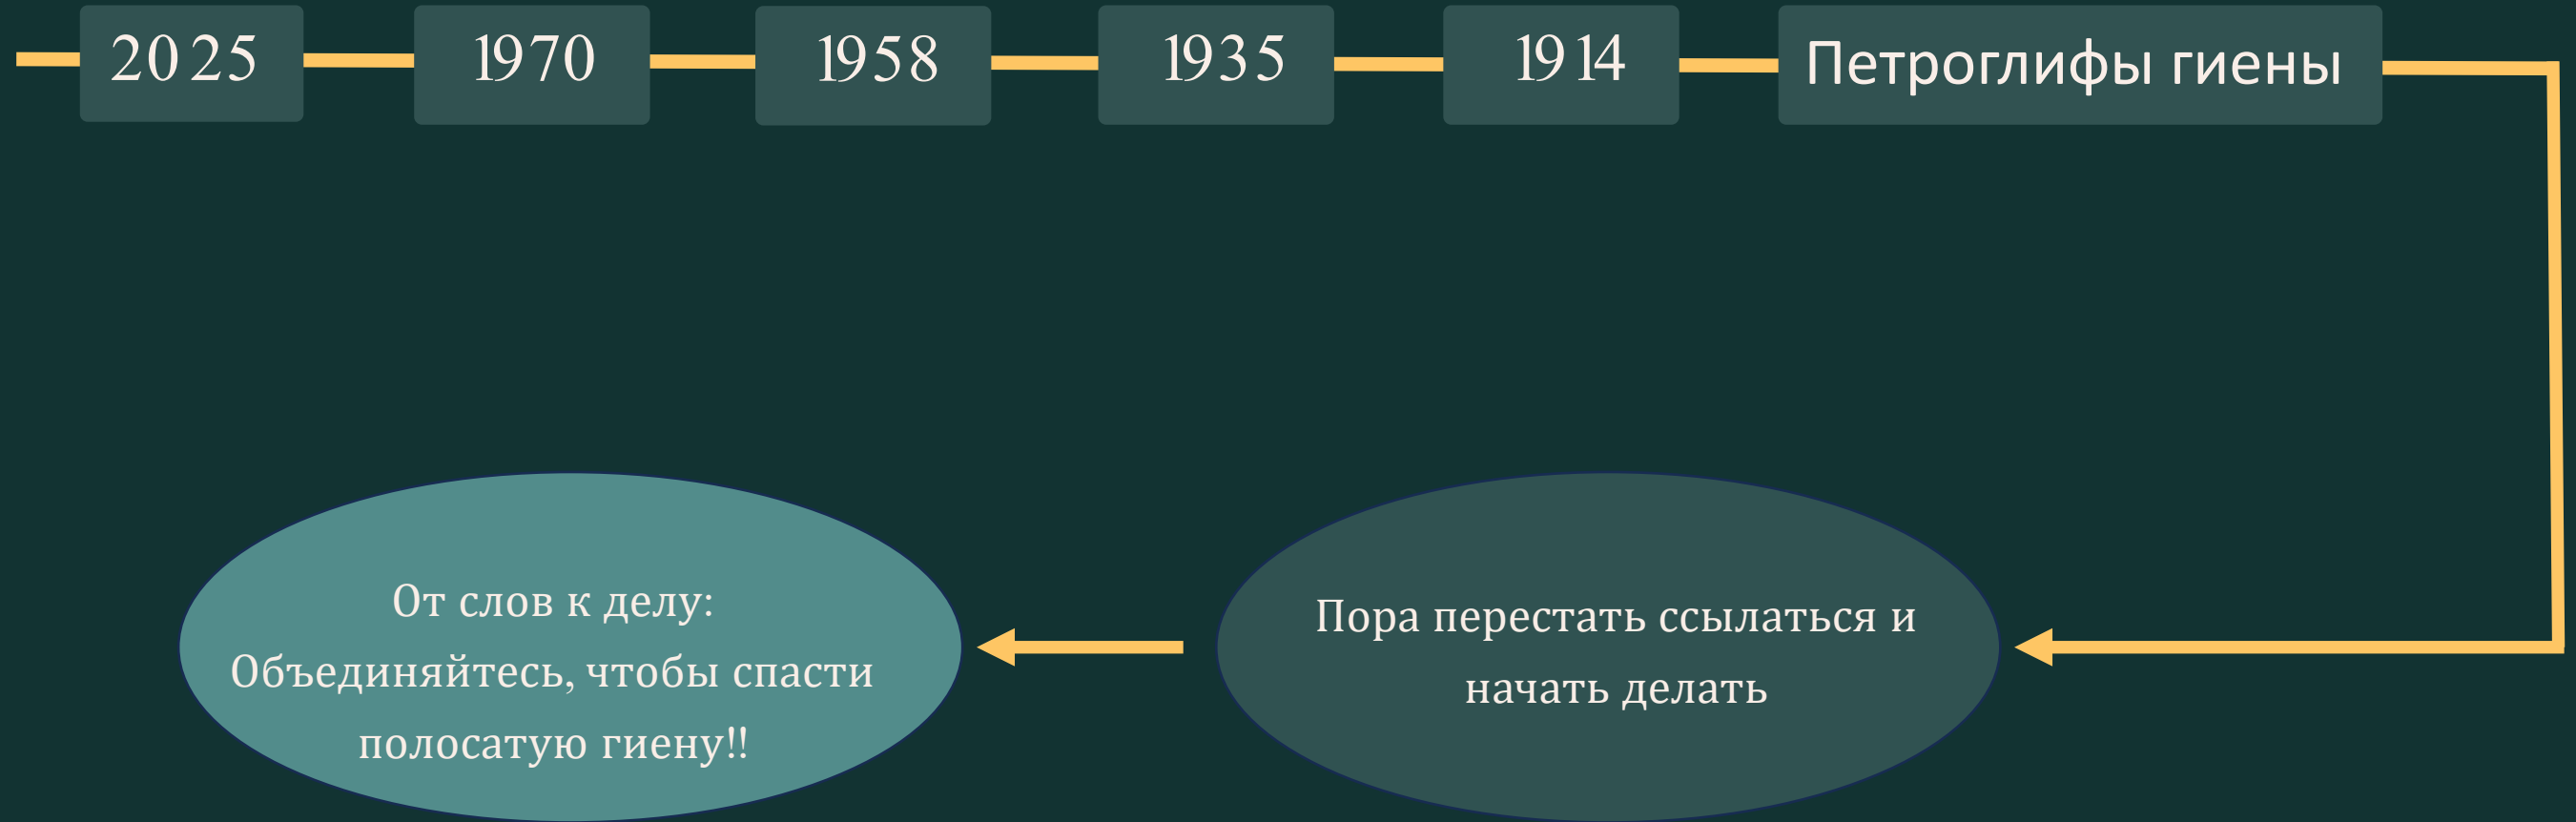 2025
1970
1958
1935
1914
Петроглифы гиены
Пора перестать ссылаться и
начать делать
От слов к делу:
Объединяйтесь, чтобы спасти
полосатую гиену!!